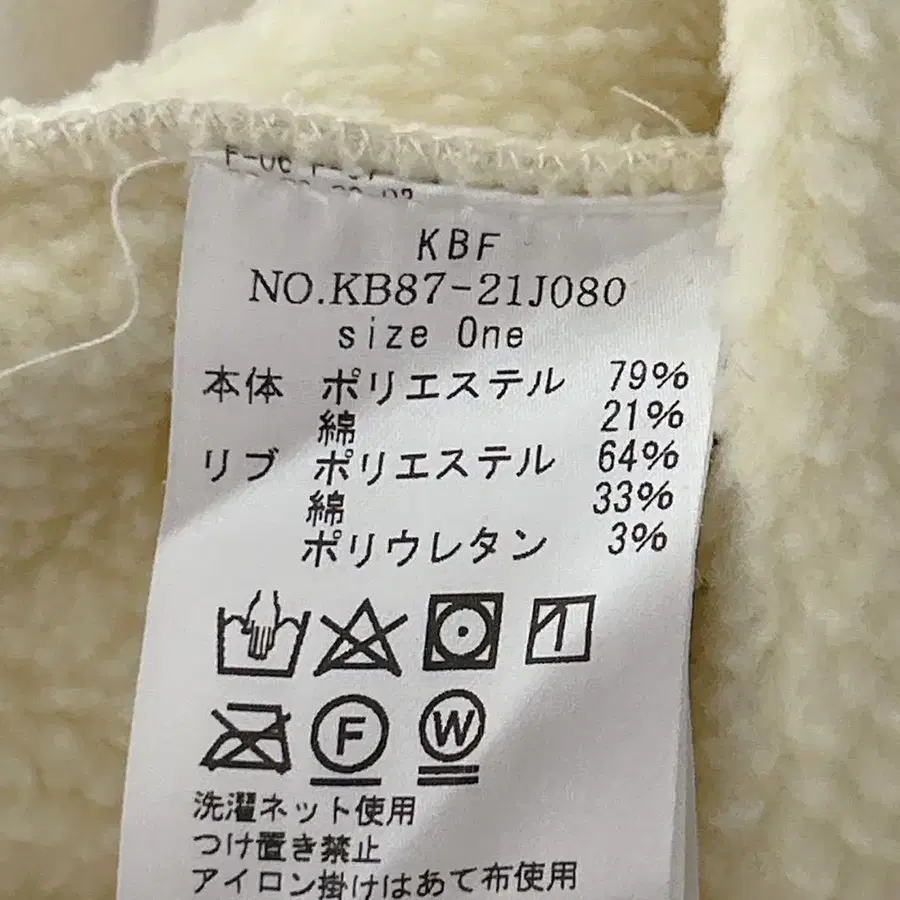 KBF
NO.KB87-21J080
size One
本体 ポリエステル 79%
綿 21%
リブ ポリエステル 64%
綿 33%
ポリウレタン 3%
F W
洗濯ネット使用
つけ置き禁止
アイロン掛けはあて布使用